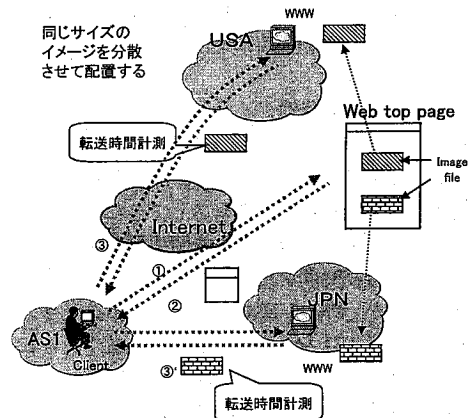 同じサイズの
イメージを分散
させて配置する
WWW
USA
Web top page
転送時間計測
Image
file
Internet
③
①
②
JPN
AS1
Client
③'
WWW
転送時間計測